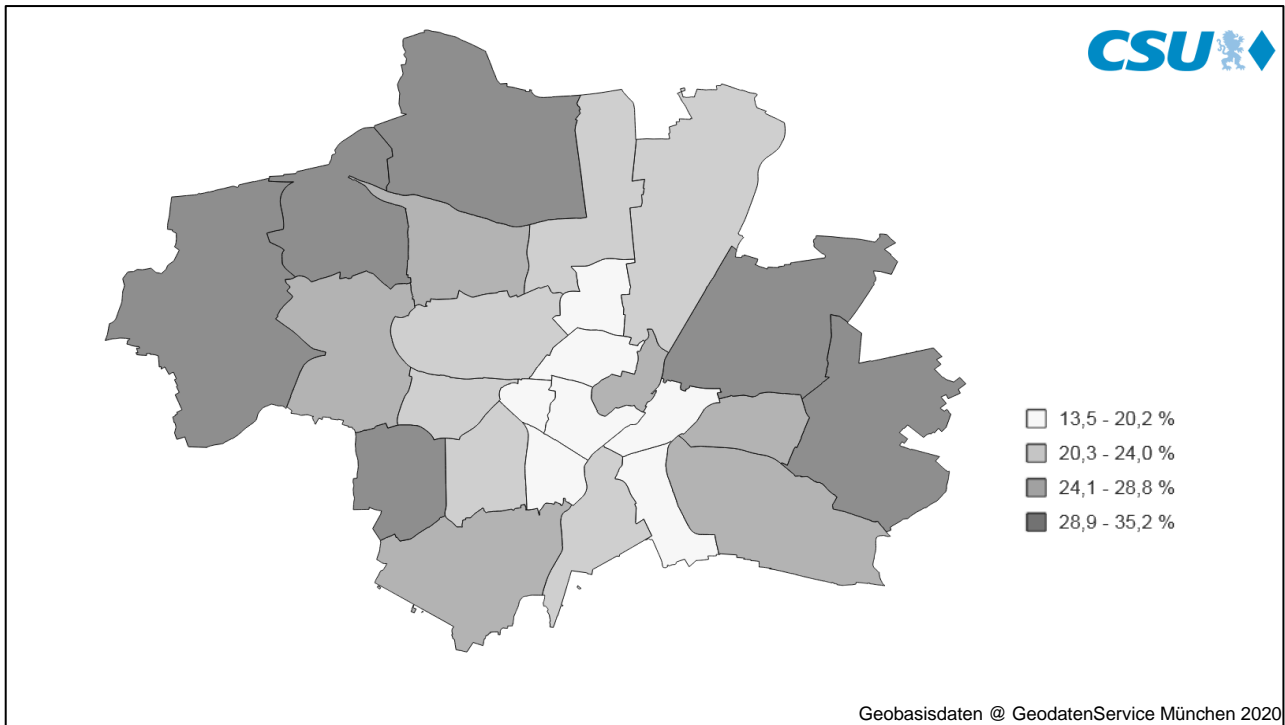 CSU
13,5 - 20,2 %
20,3 - 24,0 %
24,1 - 28,8 %
28,9 - 35,2 %
Geobasisdaten @ GeodatenService München 2020